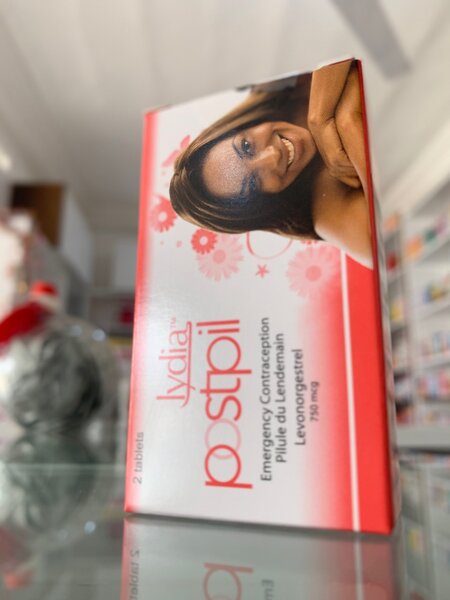 2 tablets
lydia™
postpil
Emergency Contraception
Pilule du Lendemain
Levonorgestrel
750 mcg